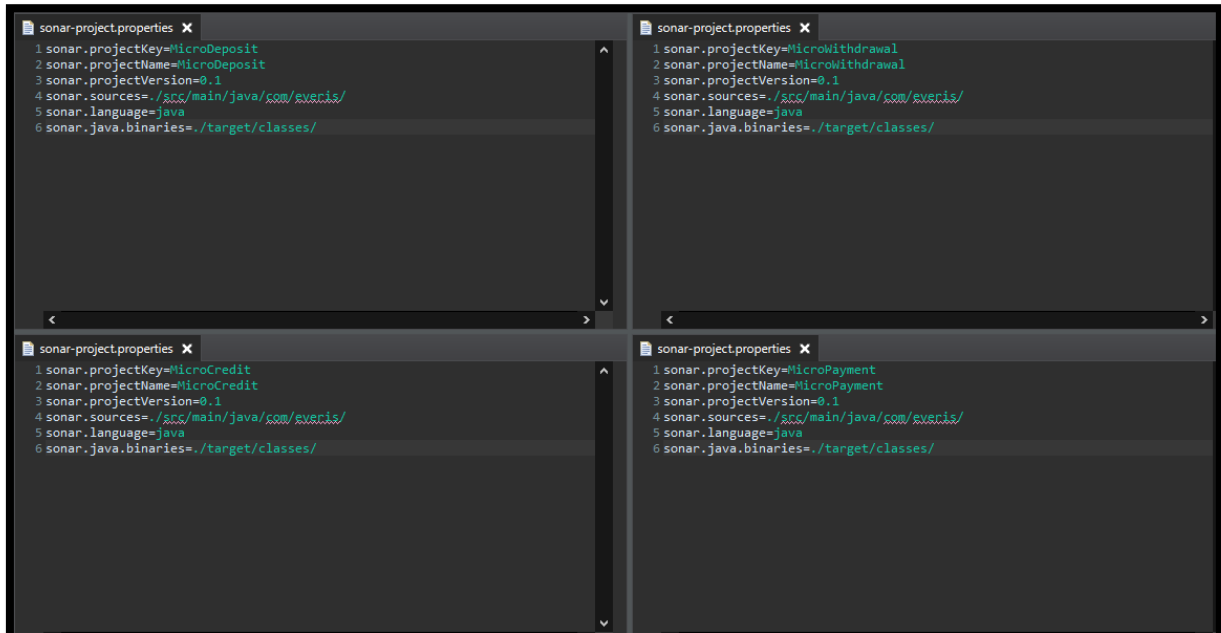 sonar-project.properties
1 sonar.projectKey=MicroDeposit
2 sonar.projectName=MicroDeposit
3 sonar.projectVersion=0.1
4 sonar.sources=./src/main/java/com/everis/
5 sonar.language=java
6 sonar.java.binaries=./target/classes/
sonar-project.properties
1 sonar.projectKey=MicroWithdrawal
2 sonar.projectName=MicroWithdrawal
3 sonar.projectVersion=0.1
4 sonar.sources=./src/main/java/com/everis/
5 sonar.language=java
6 sonar.java.binaries=./target/classes/
sonar-project.properties
1 sonar.projectKey=MicroCredit
2 sonar.projectName=MicroCredit
3 sonar.projectVersion=0.1
4 sonar.sources=./src/main/java/com/everis/
5 sonar.language=java
6 sonar.java.binaries=./target/classes/
sonar-project.properties
1 sonar.projectKey=MicroPayment
2 sonar.projectName=MicroPayment
3 sonar.projectVersion=0.1
4 sonar.sources=./src/main/java/com/everis/
5 sonar.language=java
6 sonar.java.binaries=./target/classes/